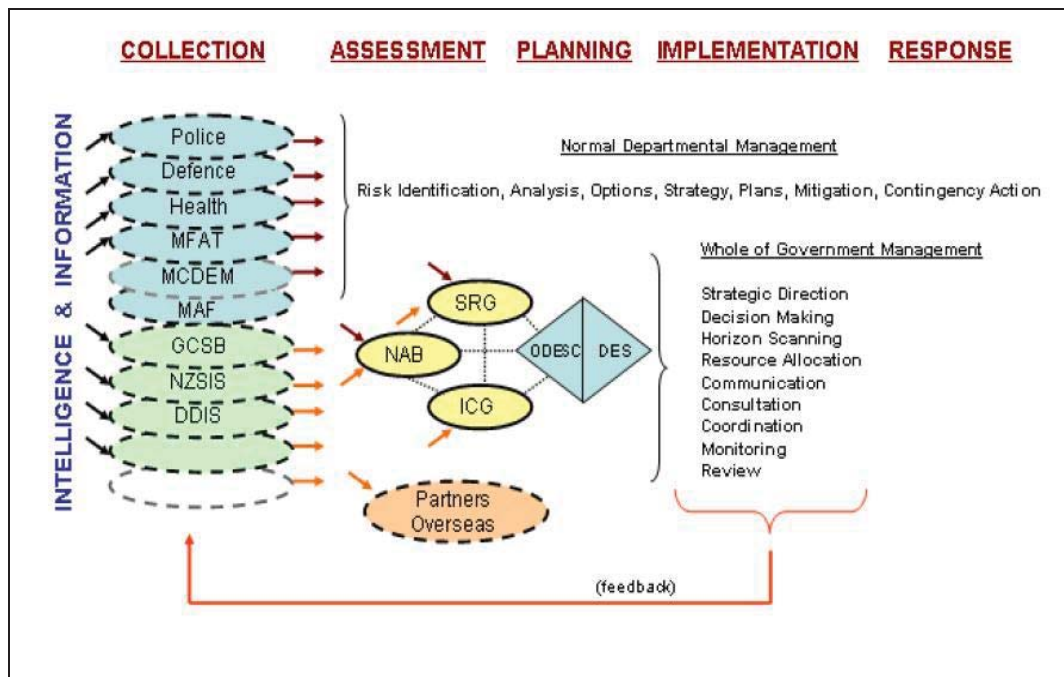 COLLECTION ASSESSMENT PLANNING IMPLEMENTATION RESPONSE
INTELLIGENCE & INFORMATION
Police
Defence
Health
MFAT
MCDEM
MAF
GCSB
NZSIS
DDIS
Normal Departmental Management
Risk Identification, Analysis, Options, Strategy, Plans, Mitigation, Contingency Action
SRG
NAB
ICG
ODESC DES
Partners
Overseas
Whole of Government Management
Strategic Direction
Decision Making
Horizon Scanning
Resource Allocation
Communication
Consultation
Coordination
Monitoring
Review
(feedback)